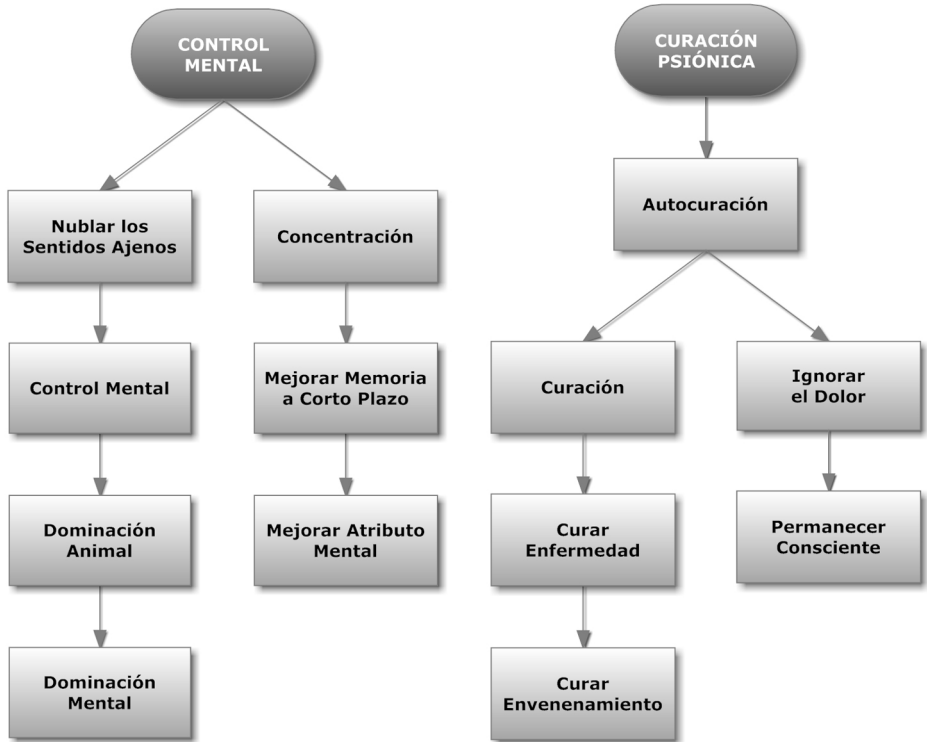 CONTROL
MENTAL
Nublar los
Sentidos Ajenos
Concentración
Control Mental
Mejorar Memoria
a Corto Plazo
Dominación
Animal
Mejorar Atributo
Mental
Dominación
Mental
CURACIÓN
PSIÓNICA
Autocuración
Curación
Ignorar
el Dolor
Curar
Enfermedad
Permanecer
Consciente
Curar
Envenenamiento